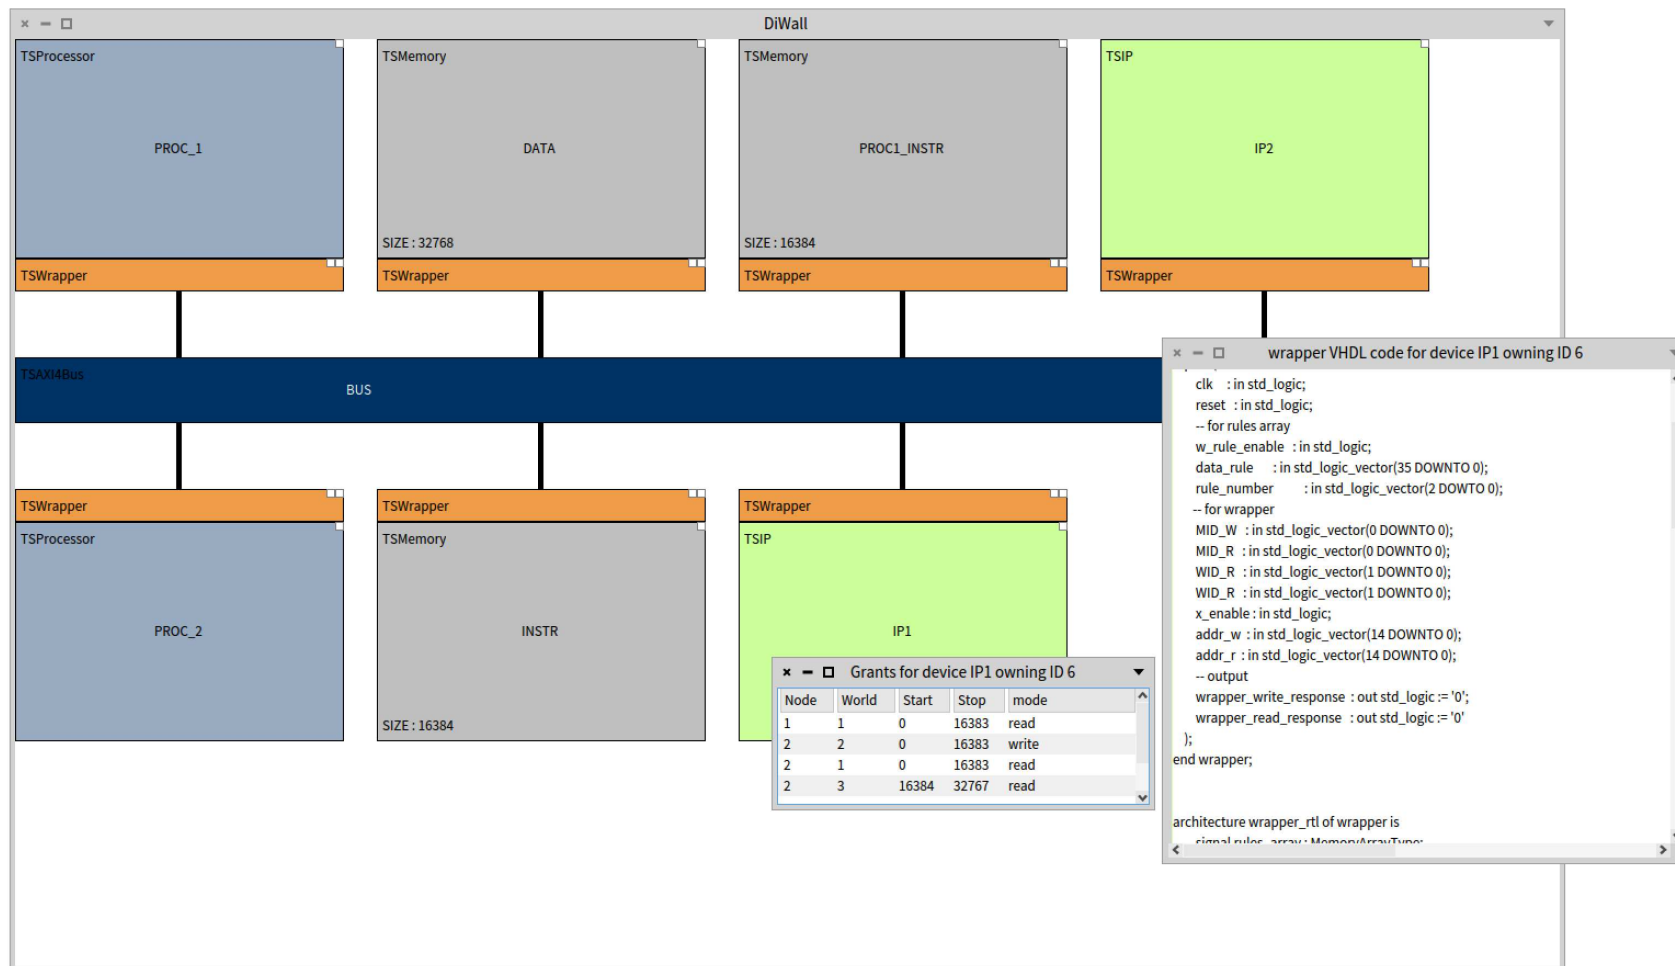 DiWall
TSProcessor
PROC_1
TSMemory
DATA
SIZE : 32768
TSMemory
PROC1_INSTR
SIZE : 16384
TSIP
IP2
TSWrapper
TSWrapper
TSWrapper
TSWrapper
TSAXI4Bus
BUS
TSWrapper
TSProcessor
PROC_2
TSWrapper
TSMemory
INSTR
SIZE : 16384
TSWrapper
TSIP
IP1
Grants for device IP1 owning ID 6
Node World Start Stop mode
1 1 0 16383 read
2 2 0 16383 write
2 1 0 16383 read
2 3 16384 32767 read
wrapper VHDL code for device IP1 owning ID 6
clk : in std_logic;
reset : in std_logic;
-- for rules array
w_rule_enable : in std_logic;
data_rule : in std_logic_vector(35 DOWNTO 0);
rule_number : in std_logic_vector(2 DOWTO 0);
-- for wrapper
MID_W : in std_logic_vector(0 DOWNTO 0);
MID_R : in std_logic_vector(0 DOWNTO 0);
WID_R : in std_logic_vector(1 DOWNTO 0);
WID_R : in std_logic_vector(1 DOWNTO 0);
x_enable : in std_logic;
addr_w : in std_logic_vector(14 DOWNTO 0);
addr_r : in std_logic_vector(14 DOWNTO 0);
-- output
wrapper_write_response : out std_logic := '0';
wrapper_read_response : out std_logic := '0'
);
end wrapper;
architecture wrapper_rtl of wrapper is
signal rules_array : MemoryArrayType;